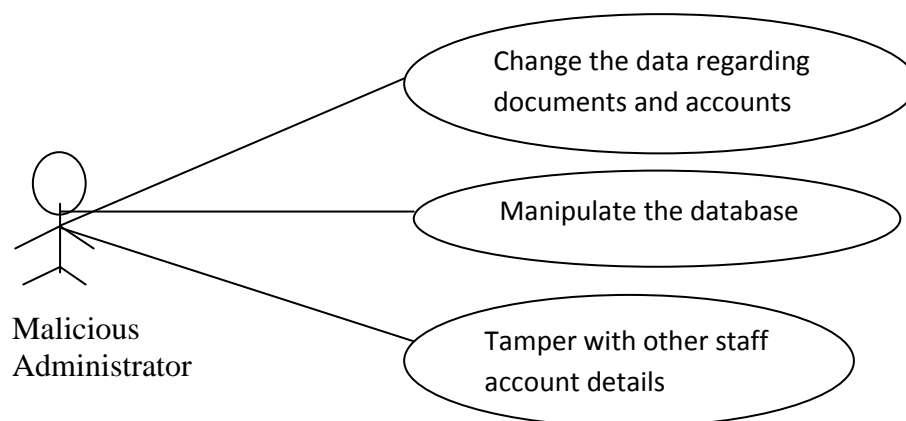 Change the data regarding
documents and accounts
Manipulate the database
Malicious
Administrator
Tamper with other staff
account details